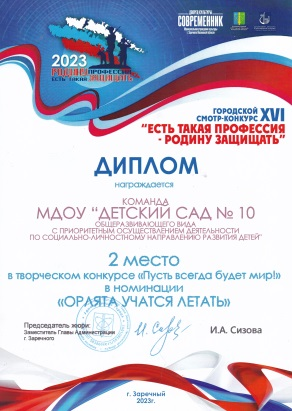 ДВОРЕЦ КУЛЬТУРЫ
СОВРЕМЕННИК
2023
ЕСТЬ ТАКАЯ
ГОРОДСКОЙ
СМОТР-КОНКУРС XVI
"ЕСТЬ ТАКАЯ ПРОФЕССИЯ
- РОДИНУ ЗАЩИЩАТЬ"
ДИПЛОМ
награждается
КОМАНДА
МДОУ "ДЕТСКИЙ САД № 10
ОБЩЕРАЗВИВАЮЩЕГО ВИДА
С ПРИОРИТЕТНЫМ ОСУЩЕСТВЛЕНИЕМ ДЕЯТЕЛЬНОСТИ
ПО СОЦИАЛЬНО-ЛИЧНОСТНОМУ НАПРАВЛЕНИЮ РАЗВИТИЯ ДЕТЕЙ"
2 место
в творческом конкурсе «Пусть всегда будет мир!»
в номинации
«ОРЛЯТА УЧАТСЯ ЛЕТАТЬ»
Председатель жюри:
Заместитель Главы Администрации
г. Заречного
И.А. Сизова
г. Заречный
2023г.